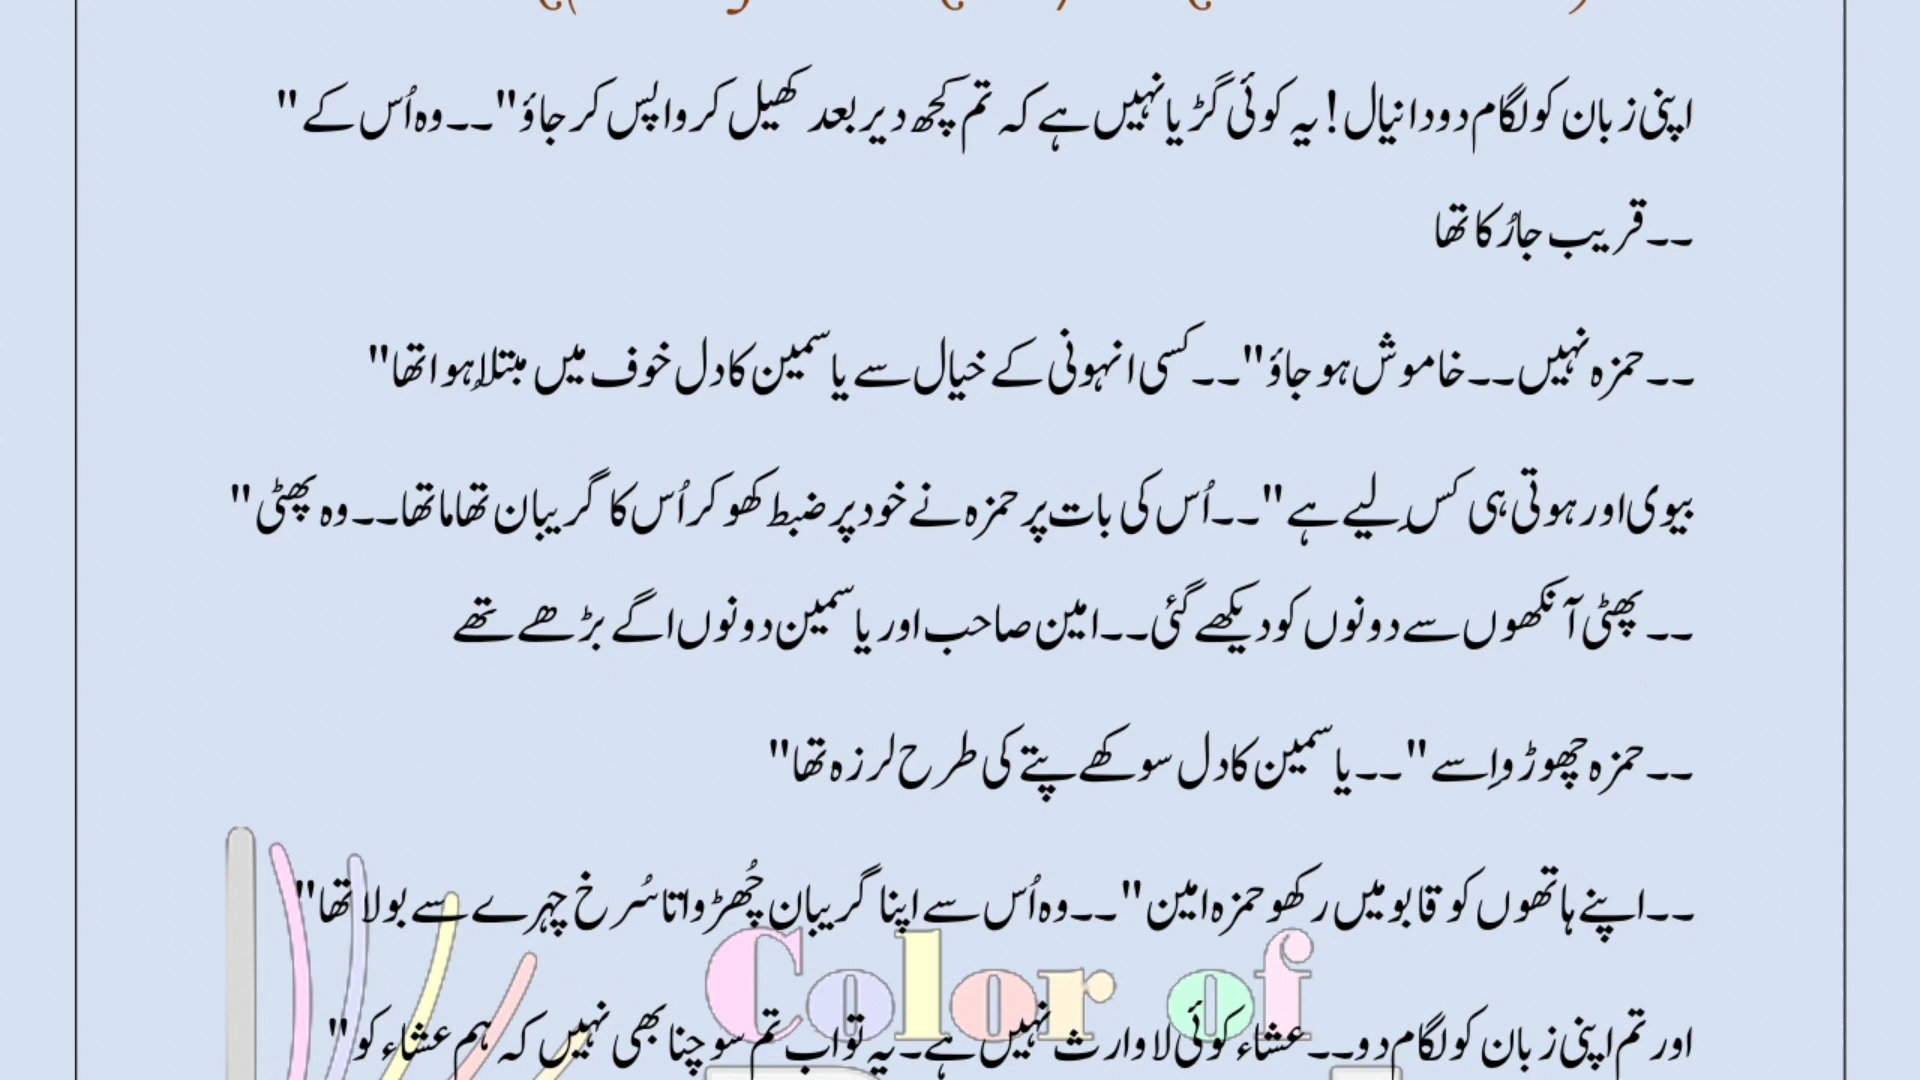 اپنی زبان کو لگام دو دانیال! یہ کوئی گڑیا نہیں ہے کہ تم کچھ دیر بعد کھیل کر واپس کر جاؤ"۔۔وہ اُس کے "
۔۔قریب جا رُکا تھا
۔۔حمزہ نہیں۔۔خاموش ہو جاؤ"۔۔کسی انہونی کے خیال سے یاسمین کا دل خوف میں مبتلاء ہوا تھا"
بیوی اور ہوتی ہی کس لیے ہے"۔۔اُس کی بات پر حمزہ نے خود پر ضبط کھو کر اُس کا گریبان تھاما تھا۔۔وہ پھٹی "
۔۔پھٹی آنکھوں سے دونوں کو دیکھے گئی۔۔امین صاحب اور یاسمین دونوں اگے بڑھے تھے
۔۔حمزہ چھوڑو اِسے"۔۔یاسمین کا دل سوکھے پتے کی طرح لرزہ تھا"
۔۔اپنے ہاتھوں کو قابو میں رکھو حمزہ امین"۔۔وہ اُس سے اپنا گریبان چُھڑواتا سُرخ چہرے سے بولا تھا"
Color of
اور تم اپنی زبان کو لگام دو۔۔عشاء کوئی لاوارث نہیں ہے۔یہ تو اب تم سوچنا بھی نہیں کہ ہم عشاء کو "